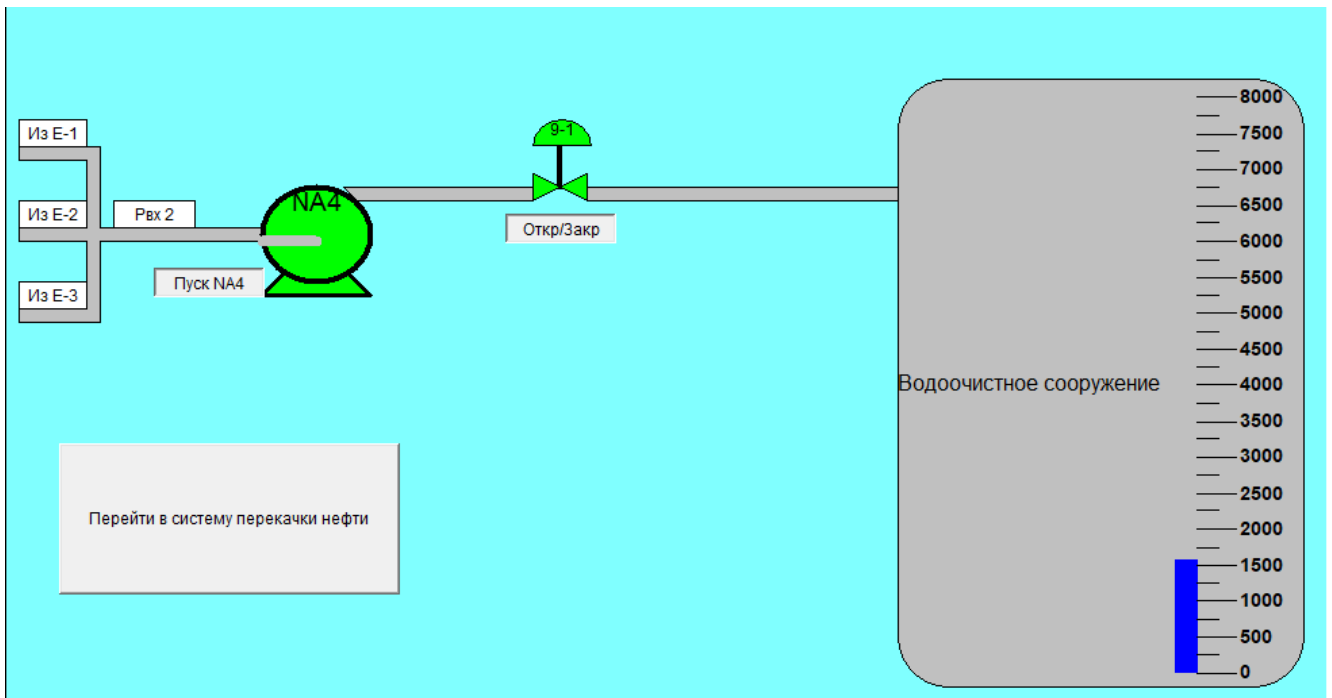 Из Е-1
Из Е-2
Рвх 2
Из Е-3
NA4
Пуск NA4
9-1
Откр/Закр
Перейти в систему перекачки нефти
Водоочистное сооружение
8000
7500
7000
6500
6000
5500
5000
4500
4000
3500
3000
2500
2000
1500
1000
500
0